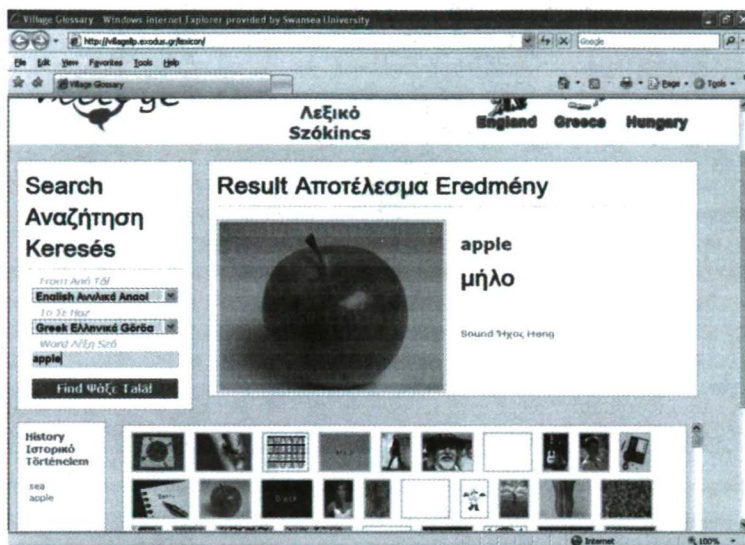 Village Glossary - Windows Internet Explorer provided by Swansea University
http://villagellp.exodus.gr/lexicon/
Google
File Edit View Favorites Tools Help
Village Glossary
Page
Tools
Λεξικό
Szókincs
England Greece Hungary
Search
Αναζήτηση
Keresés
From Από Tól
English Αγγλικά Angol
To Σε Hoz
Greek Ελληνικά Görög
Word Λέξη Szó
apple
Find Ψάξε Talál
Result Αποτέλεσμα Eredmény
apple
μήλο
Sound Ήχος Hang
History
Ιστορικό
Történelem
sea
apple
Internet
100%